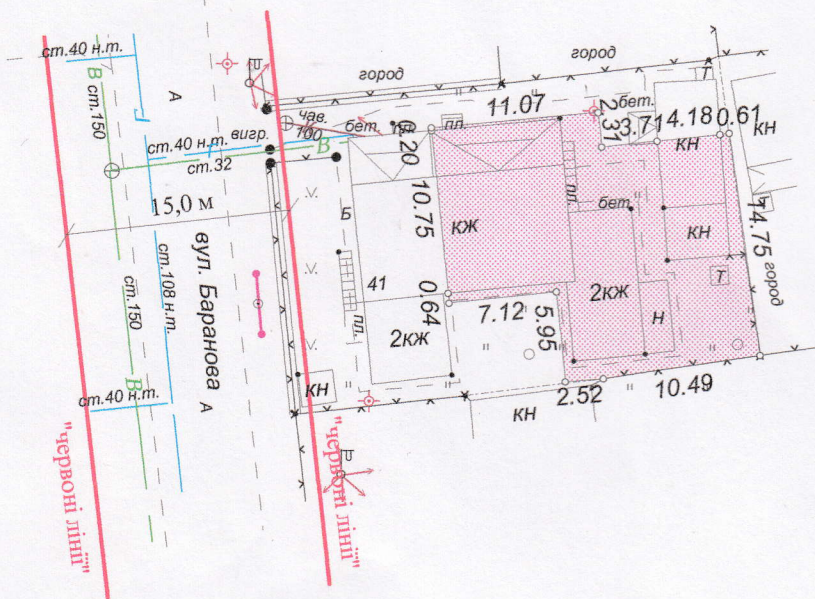 ст.40 н.т.
город
город
В
ст.150
А
П
Т
11.07
2.31
бет.
3.71
4.18
0.61
кн
кн
чав.
100
бет.
пл.
пл.
6.20
ст.40 н.т.
вигр.
В
ст.32
15,0 м
Б
10.75
кж
пл.
бет.
кн
14.75
город
Т
вул. Баранова
ст.108 н.т.
ст.150
41
0.64
пл.
2кж
7.12
5.95
2кж
Н
В
ст.40 н.т.
А
кн
2.52
10.49
кн
П
"червоні лінії"
"червоні лінії"